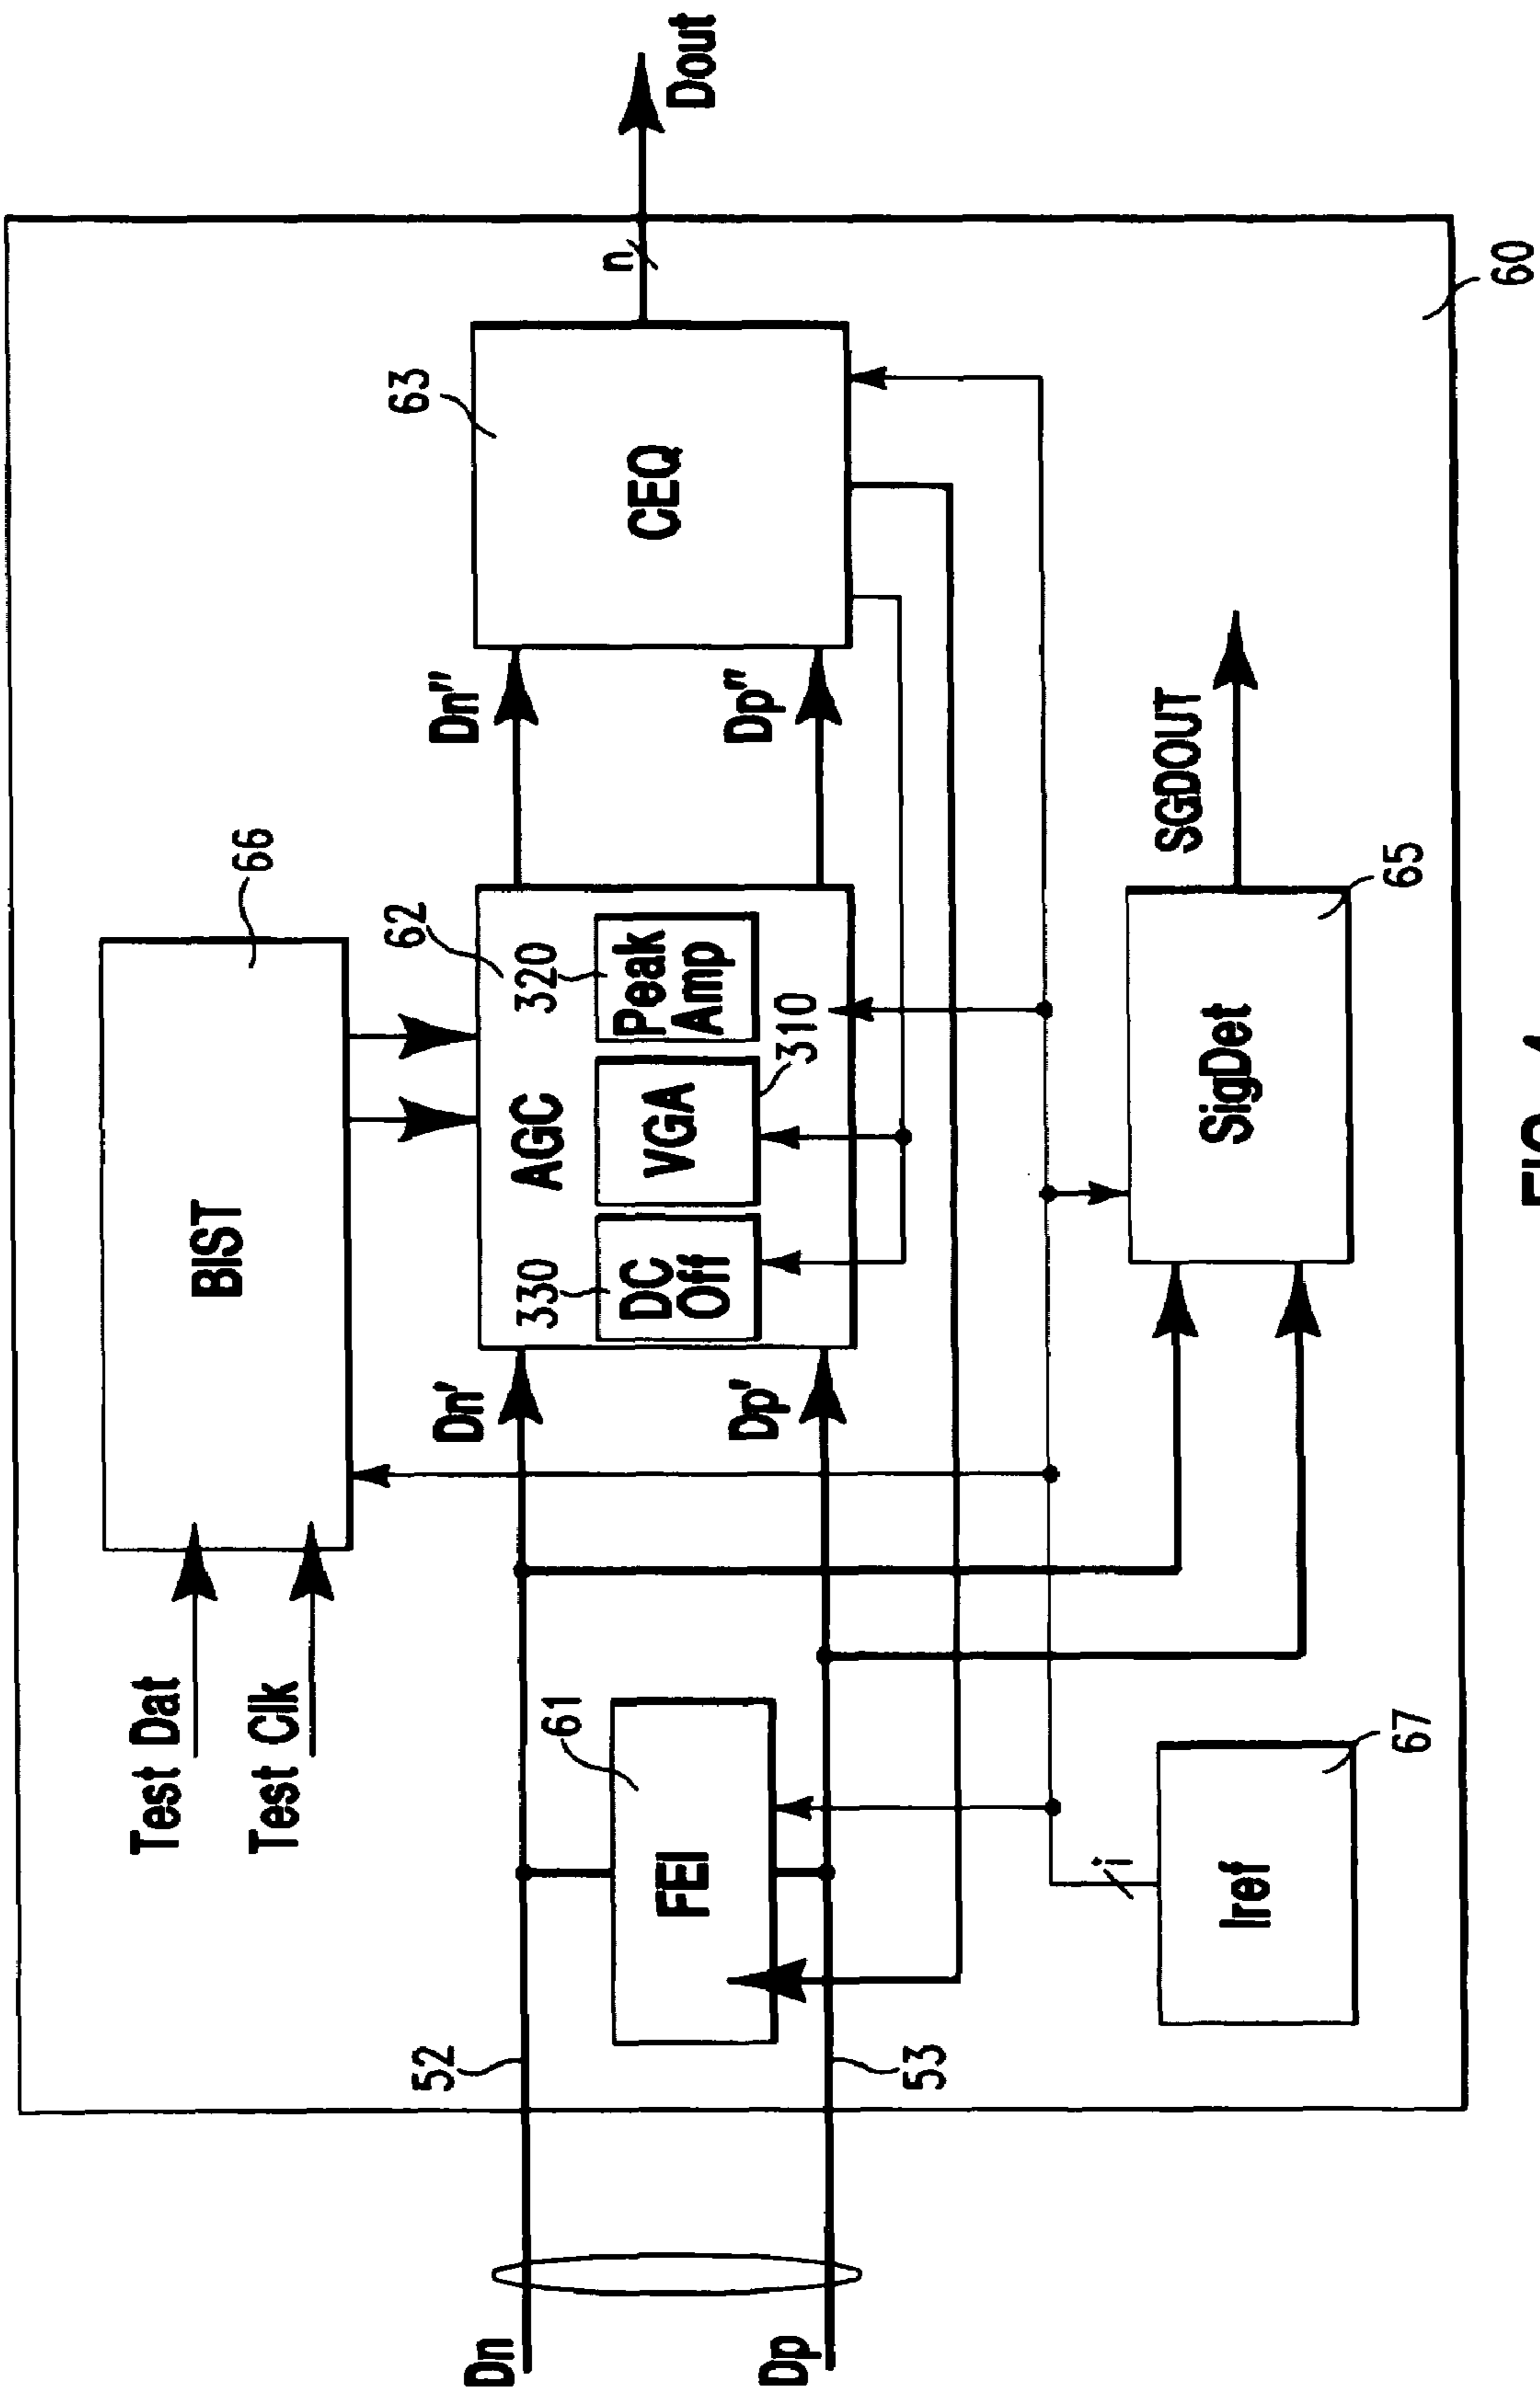 Test Dat
Test Clk
BIST
66
Dn
Dp
52
53
FEI
61
Dn'
Dp'
AGC
62
330
DC
Off
VGA
310
320
Peak
Amp
Dn"
Dp"
CEQ
63
n
Dout
Iref
67
i
SigDet
65
SGDOUT
60